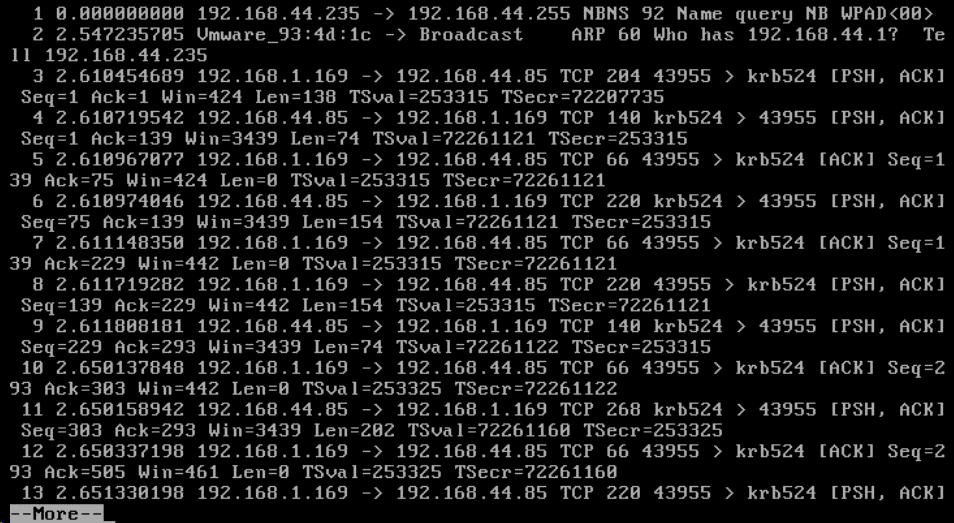 1 0.000000000 192.168.44.235 -> 192.168.44.255 NBNS 92 Name query NB WPAD<00>
2 2.547235705 Vmware_93:4d:1c -> Broadcast    ARP 60 Who has 192.168.44.1?  Te
ll 192.168.44.235
3 2.610454689 192.168.1.169 -> 192.168.44.85 TCP 204 43955 > krb524 [PSH, ACK]
Seq=1 Ack=1 Win=424 Len=138 TSval=253315 TSecr=72207735
4 2.610719542 192.168.44.85 -> 192.168.1.169 TCP 140 krb524 > 43955 [PSH, ACK]
Seq=1 Ack=139 Win=3439 Len=74 TSval=72261121 TSecr=253315
5 2.610967077 192.168.1.169 -> 192.168.44.85 TCP 66 43955 > krb524 [ACK] Seq=1
39 Ack=75 Win=424 Len=0 TSval=253315 TSecr=72261121
6 2.610974046 192.168.44.85 -> 192.168.1.169 TCP 220 krb524 > 43955 [PSH, ACK]
Seq=75 Ack=139 Win=3439 Len=154 TSval=72261121 TSecr=253315
7 2.611148350 192.168.1.169 -> 192.168.44.85 TCP 66 43955 > krb524 [ACK] Seq=1
39 Ack=229 Win=442 Len=0 TSval=253315 TSecr=72261121
8 2.611719282 192.168.1.169 -> 192.168.44.85 TCP 220 43955 > krb524 [PSH, ACK]
Seq=139 Ack=229 Win=442 Len=154 TSval=253315 TSecr=72261121
9 2.611808181 192.168.44.85 -> 192.168.1.169 TCP 140 krb524 > 43955 [PSH, ACK]
Seq=229 Ack=293 Win=3439 Len=74 TSval=72261122 TSecr=253315
10 2.650137848 192.168.1.169 -> 192.168.44.85 TCP 66 43955 > krb524 [ACK] Seq=2
93 Ack=303 Win=442 Len=0 TSval=253325 TSecr=72261122
11 2.650158942 192.168.44.85 -> 192.168.1.169 TCP 268 krb524 > 43955 [PSH, ACK]
Seq=303 Ack=293 Win=3439 Len=202 TSval=72261160 TSecr=253325
12 2.650337198 192.168.1.169 -> 192.168.44.85 TCP 66 43955 > krb524 [ACK] Seq=2
93 Ack=505 Win=461 Len=0 TSval=253325 TSecr=72261160
13 2.651330198 192.168.1.169 -> 192.168.44.85 TCP 220 43955 > krb524 [PSH, ACK]
--More--